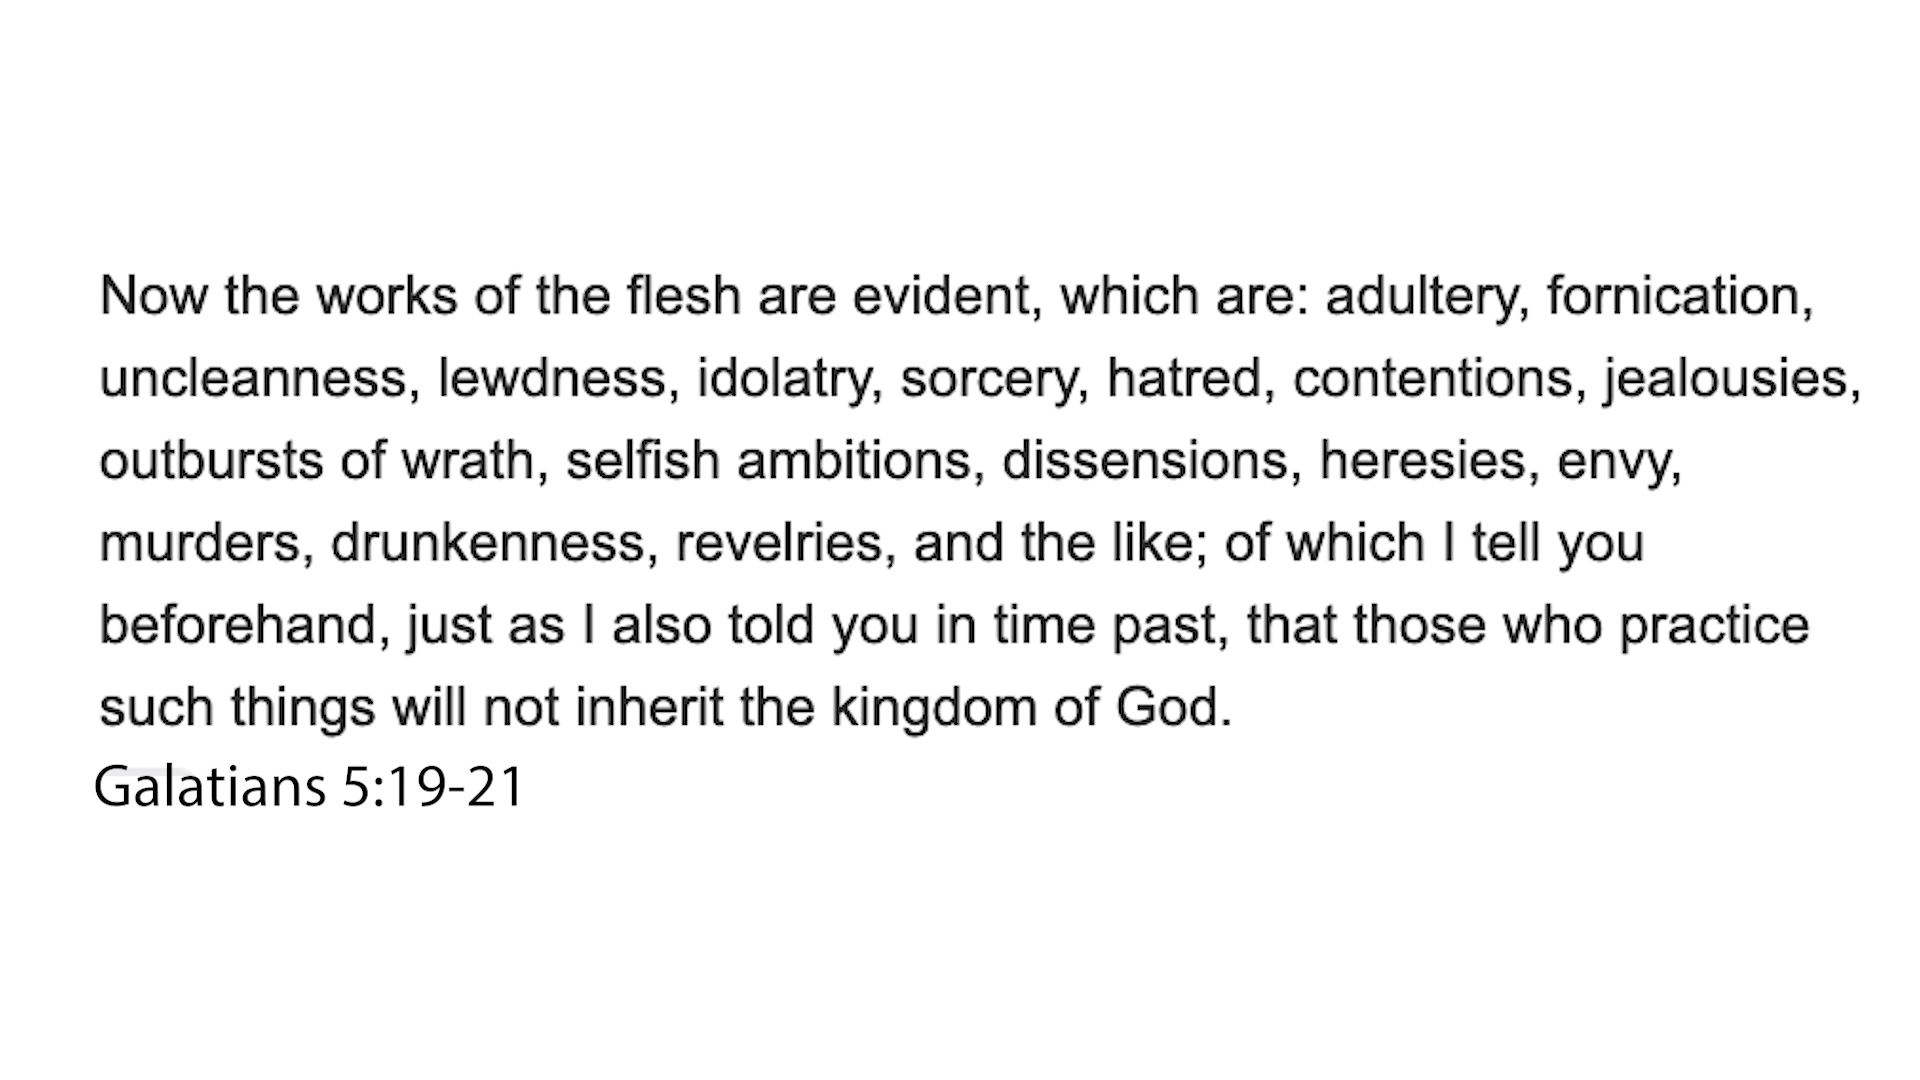 Now the works of the flesh are evident, which are: adultery, fornication,
uncleanness, lewdness, idolatry, sorcery, hatred, contentions, jealousies,
outbursts of wrath, selfish ambitions, dissensions, heresies, envy,
murders, drunkenness, revelries, and the like; of which I tell you
beforehand, just as I also told you in time past, that those who practice
such things will not inherit the kingdom of God.
Galatians 5:19-21